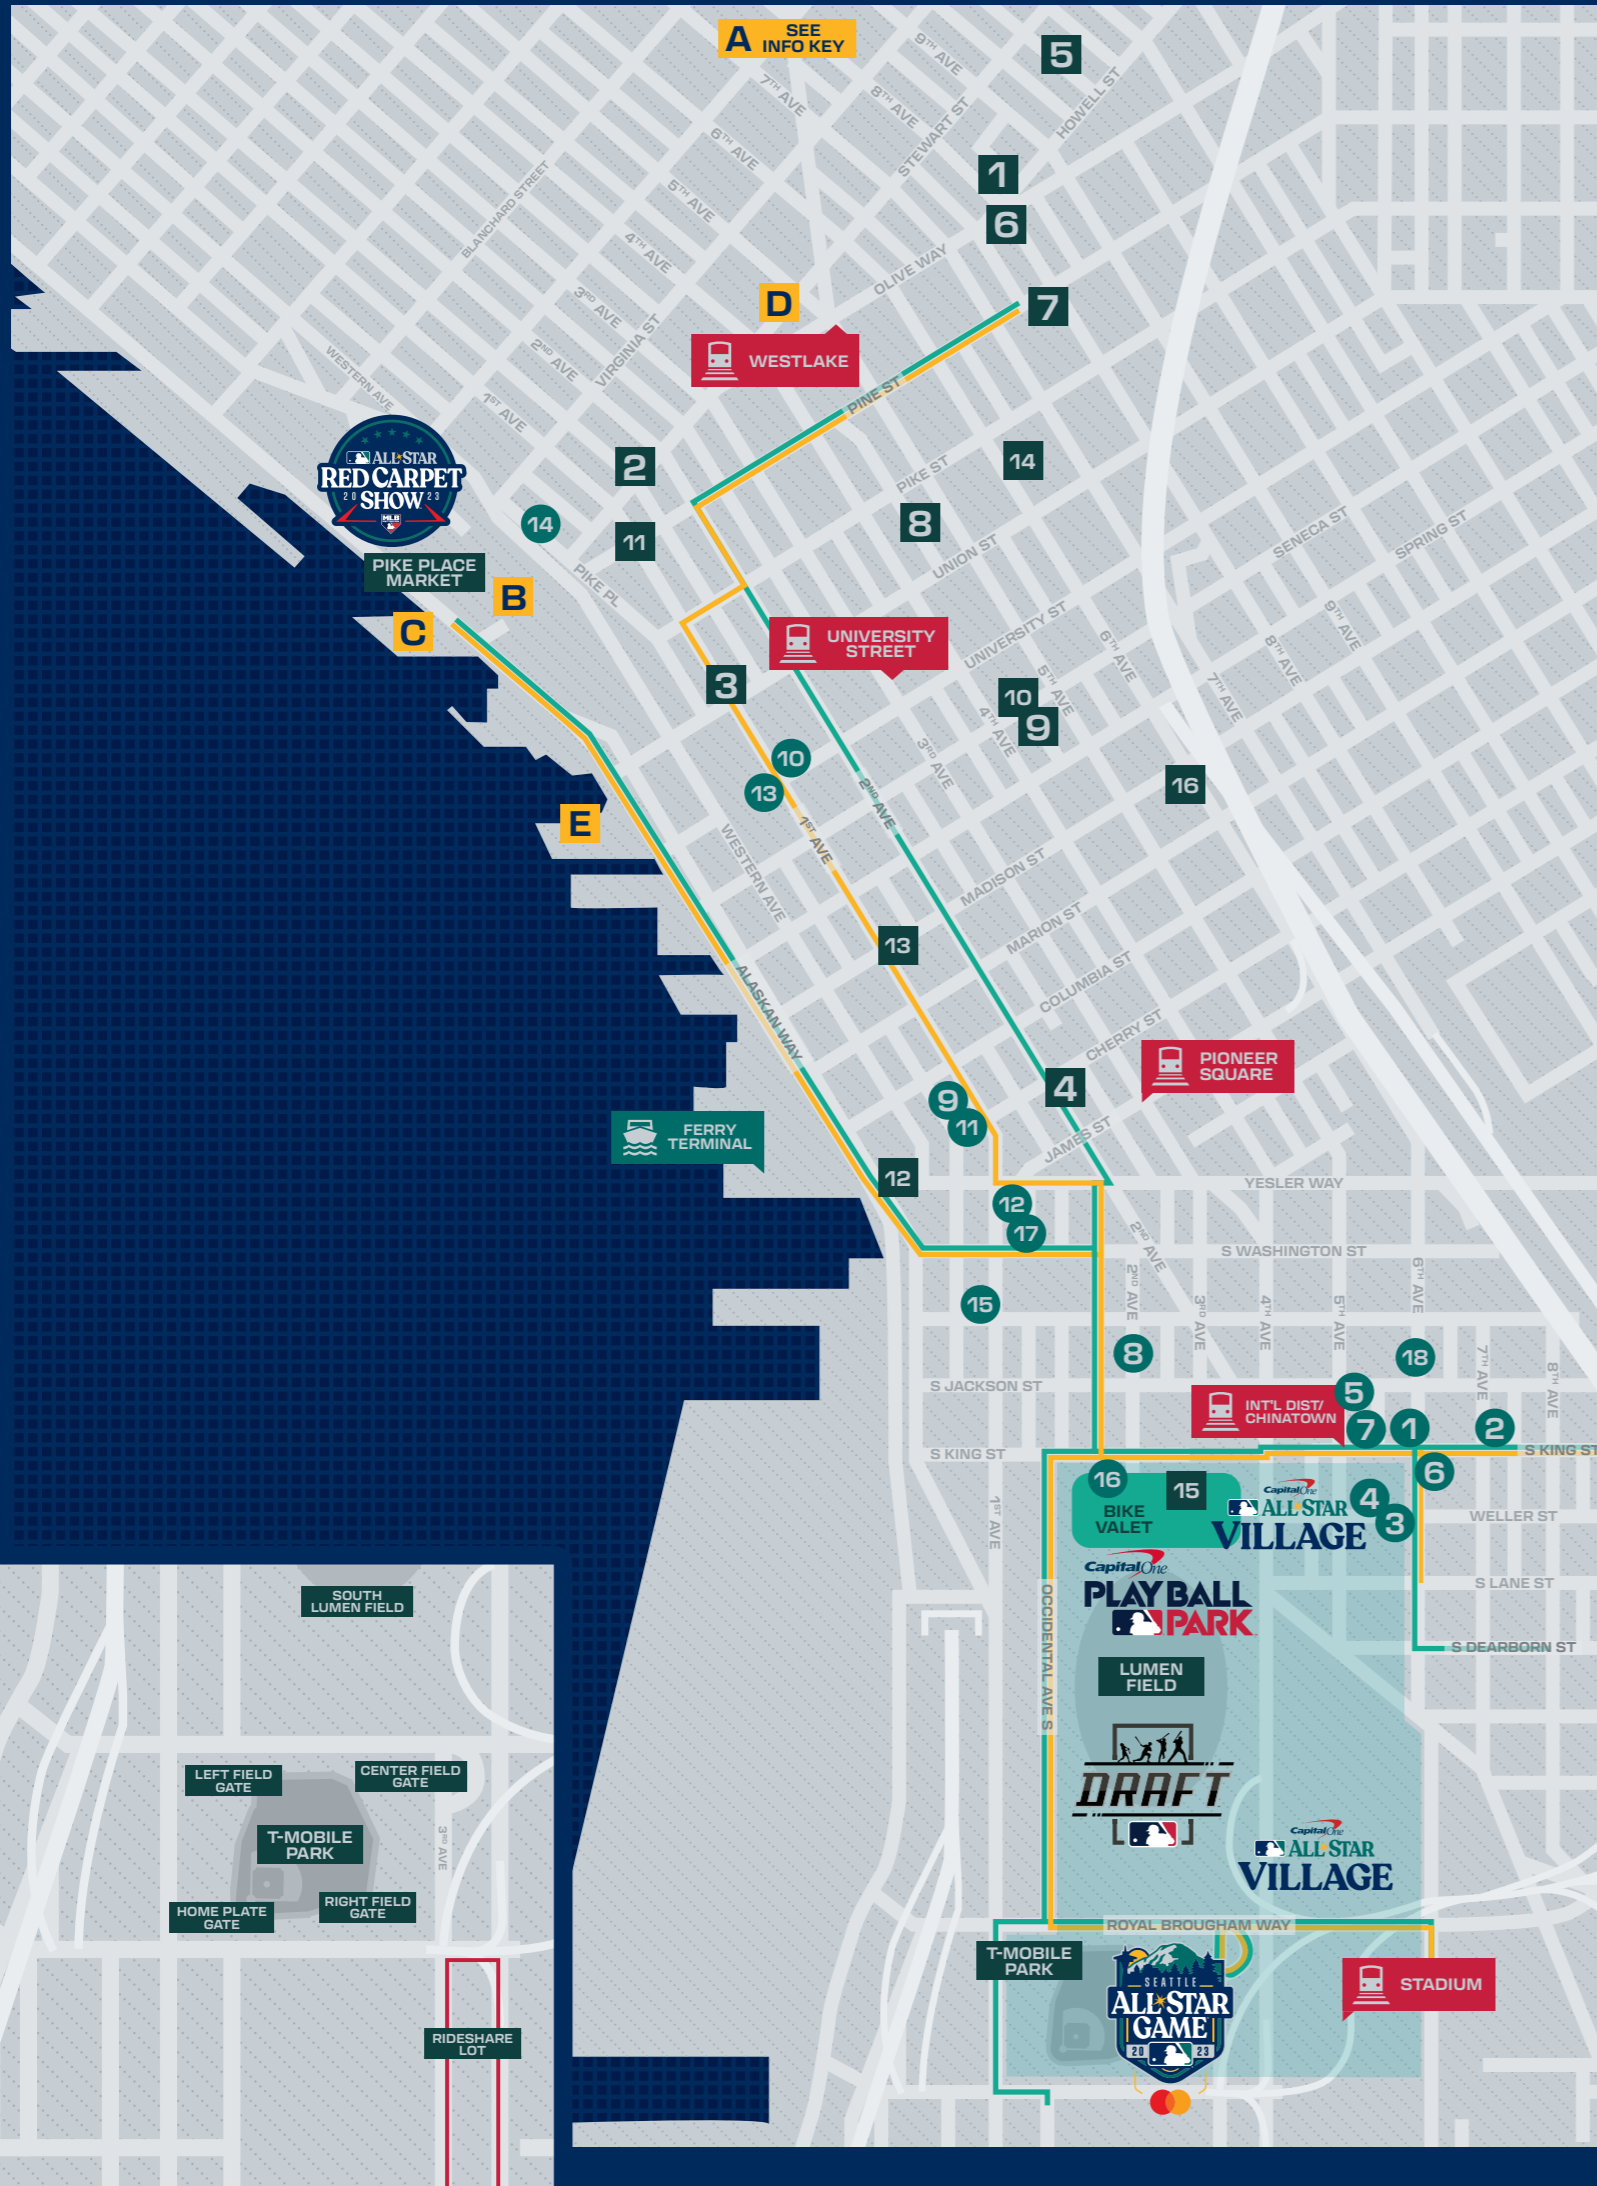 A
SEE
INFO KEY
5
9TH AVE
7TH AVE
8TH AVE
HOWELL ST
STEWART ST
6TH AVE
1
BLANCHARD STREET
5TH AVE
6
4TH AVE
OLIVE WAY
3RD AVE
D
7
VIRGINIA ST
WESTLAKE
2ND AVE
WESTERN AVE
PINE ST
1ST AVE
ALL STAR
RED CARPET
2023
SHOW
MLB
2
14
PIKE ST
14
8
11
SENECA ST
SPRING ST
UNION ST
PIKE PLACE
MARKET
PIKE PL
B
C
UNIVERSITY
STREET
UNIVERSITY ST
9TH AVE
8TH AVE
6TH AVE
5TH AVE
7TH AVE
3
10
9
4TH AVE
3RD AVE
10
13
16
2ND AVE
E
1ST AVE
WESTERN AVE
MADISON ST
MARION ST
13
COLUMBIA ST
ALASKAN WAY
CHERRY ST
PIONEER
SQUARE
4
9
11
JAMES ST
FERRY
TERMINAL
12
YESLER WAY
12
17
2ND AVE
S WASHINGTON ST
2ND AVE
3RD AVE
4TH AVE
5TH AVE
6TH AVE
15
8
18
7TH AVE
8TH AVE
S JACKSON ST
5
INT'L DIST/
CHINATOWN
7
1
2
S KING ST
S KING ST
6
16
15
BIKE
VALET
Capital One
ALL STAR
VILLAGE
4
3
WELLER ST
1ST AVE
Capital One
PLAY BALL
PARK
S LANE ST
OCCIDENTAL AVE S
S DEARBORN ST
LUMEN
FIELD
DRAFT
Capital One
ALL STAR
VILLAGE
ROYAL BROUGHAM WAY
T-MOBILE
PARK
SEATTLE
ALL STAR
GAME
20 23
STADIUM
SOUTH
LUMEN FIELD
LEFT FIELD
GATE
CENTER FIELD
GATE
T-MOBILE
PARK
3RD AVE
HOME PLATE
GATE
RIGHT FIELD
GATE
RIDESHARE
LOT